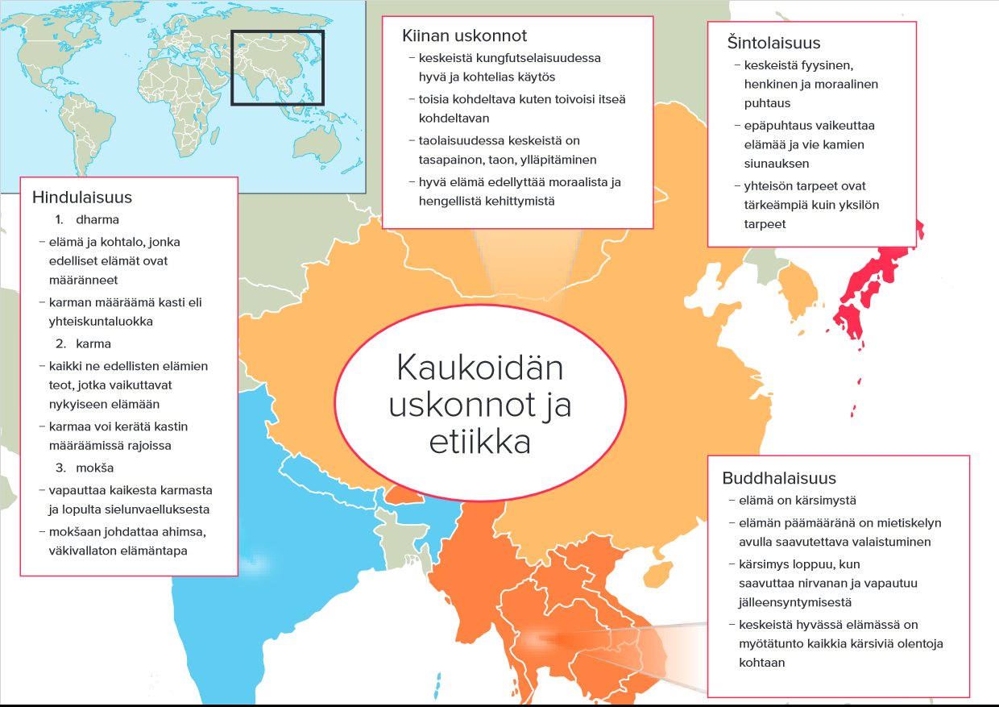 Kiinan uskonnot
– keskeistä kungfutselaisuudessa
hyvä ja kohtelias käytös
– toisia kohdeltava kuten toivoisi itseä
kohdeltavan
– taolaisuudessa keskeistä on
tasapainon, taon, ylläpitäminen
– hyvä elämä edellyttää moraalista ja
hengellistä kehittymistä
Šintolaisuus
– keskeistä fyysinen,
henkinen ja moraalinen
puhtaus
– epäpuhtaus vaikeuttaa
elämää ja vie kamien
siunauksen
– yhteisön tarpeet ovat
tärkeämpiä kuin yksilön
tarpeet
Hindulaisuus
1. dharma
– elämä ja kohtalo, jonka
edelliset elämät ovat
määränneet
– karman määräämä kasti eli
yhteiskuntaluokka
2. karma
– kaikki ne edellisten elämien
teot, jotka vaikuttavat
nykyiseen elämään
– karmaa voi kerätä kastin
määräämissä rajoissa
3. mokša
– vapauttaa kaikesta karmasta
ja lopulta sielunvaelluksesta
– mokšaan johdattaa ahimsa,
väkivallaton elämäntapa
Kaukoidän
uskonnot ja
etiikka
Buddhalaisuus
– elämä on kärsimystä
– elämän päämääränä on mietiskelyn
avulla saavutettava valaistuminen
– kärsimys loppuu, kun
saavuttaa nirvanan ja vapautuu
jälleensyntymisestä
– keskeistä hyvässä elämässä on
myötätunto kaikkia kärsiviä olentoja
kohtaan